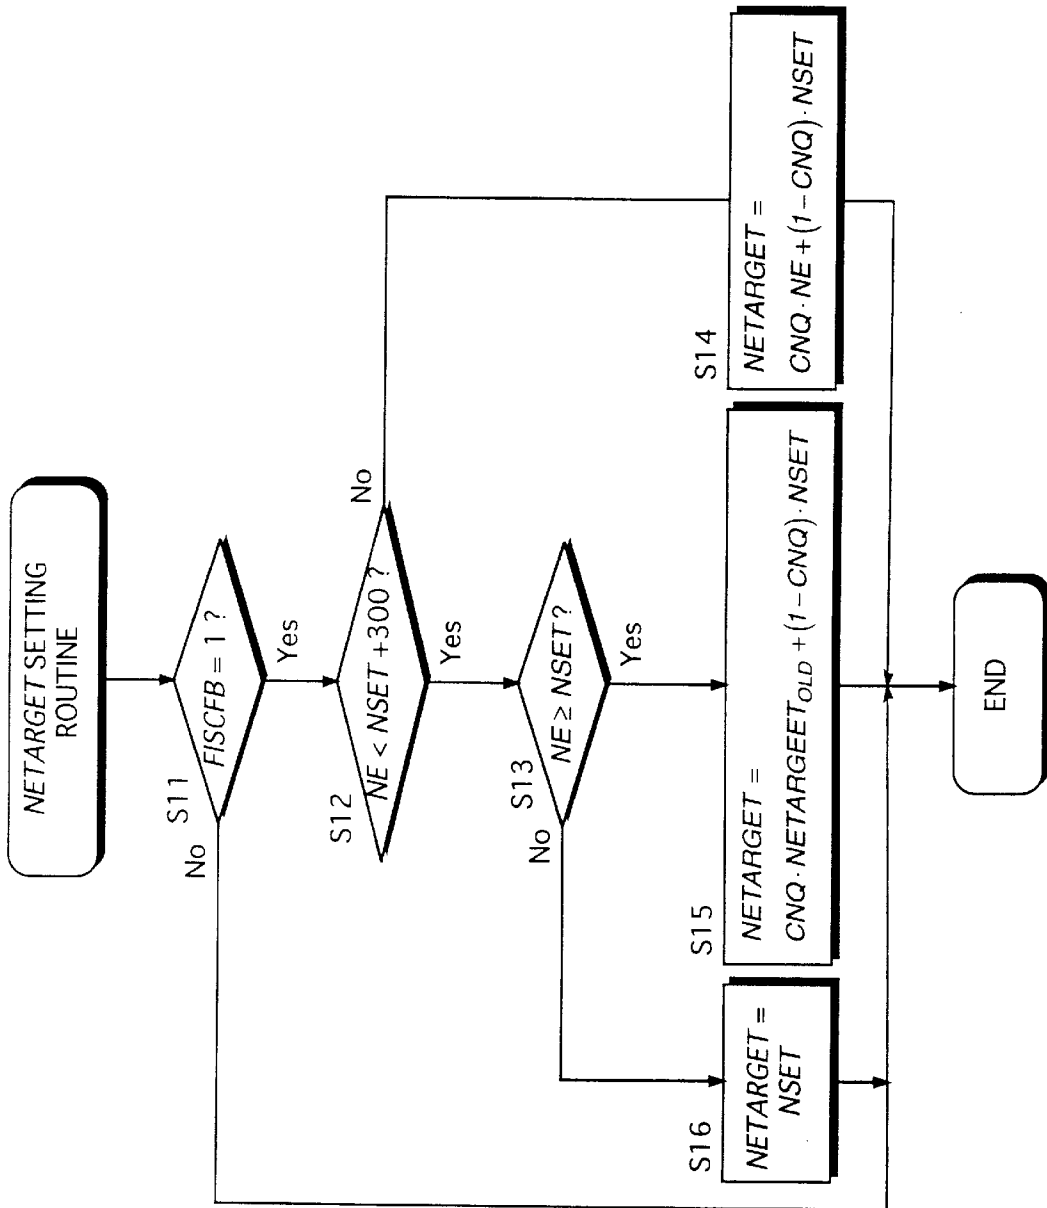 NETARGET SETTING
ROUTINE
S11
FISCFB = 1 ?
No
Yes
S12
NE < NSET +300 ?
No
Yes
S13
NE ≥ NSET ?
No
Yes
S16
NETARGET =
NSET
S15
NETARGET =
CNQ · NETARGEET_OLD + (1 − CNQ) · NSET
S14
NETARGET =
CNQ · NE + (1 − CNQ) · NSET
END